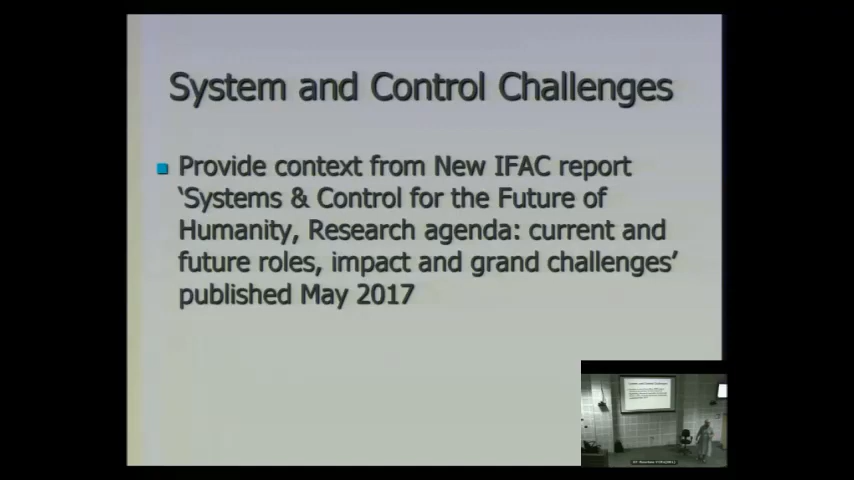 System and Control Challenges
Provide context from New IFAC report
‘Systems & Control for the Future of
Humanity, Research agenda: current and
future roles, impact and grand challenges’
published May 2017